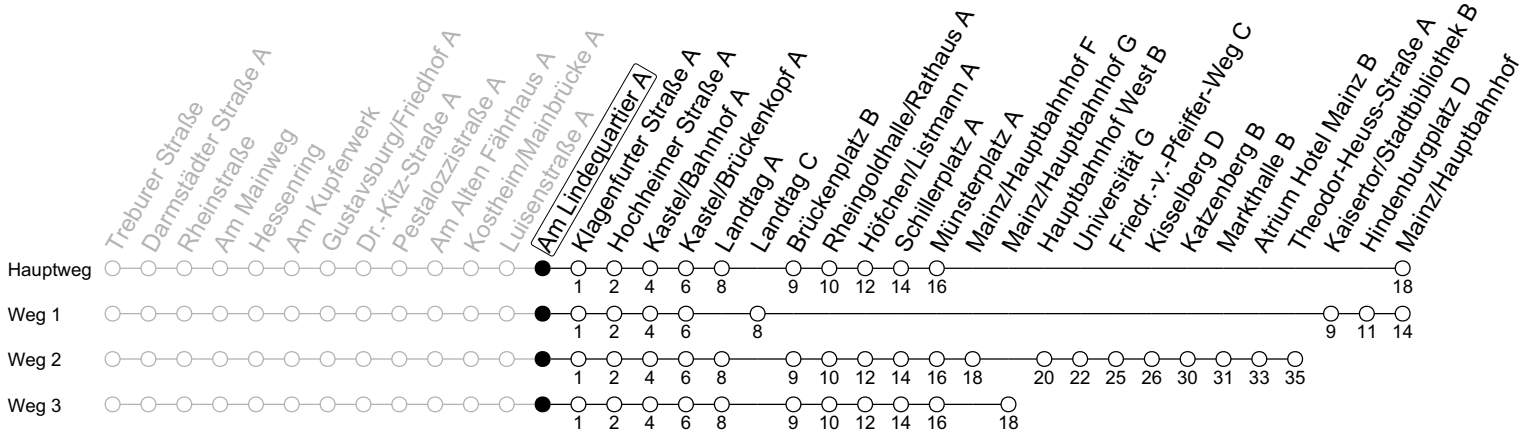 Treburer Straße
Darmstädter Straße A
Rheinstraße
Am Mainweg
Hessenring
Am Kupferwerk
Gustavsburg/Friedhof A
Dr.-Kitz-Straße A
Pestalozzistraße A
Am Alten Fährhaus A
Kostheim/Mainbrücke A
Luisenstraße A
Am Lindequartier A
Klagenfurter Straße A
Hochheimer Straße A
Kastel/Bahnhof A
Kastel/Brückenkopf A
Landtag A
Landtag C
Brückenplatz B
Rheingoldhalle/Rathaus A
Höfchen/Listmann A
Schillerplatz A
Münsterplatz A
Mainz/Hauptbahnhof F
Mainz/Hauptbahnhof G
Hauptbahnhof West B
Universität G
Friedr.-v.-Pfeiffer-Weg C
Kisselberg D
Katzenberg B
Markthalle B
Atrium Hotel Mainz B
Theodor-Heuss-Straße A
Kaisertor/Stadtbibliothek B
Hindenburgplatz D
Mainz/Hauptbahnhof
Hauptweg
1 2 4 6 8 9 10 12 14 16 18
Weg 1
1 2 4 6 8 9 11 14
Weg 2
1 2 4 6 8 9 10 12 14 16 18 20 22 25 26 30 31 33 35
Weg 3
1 2 4 6 8 9 10 12 14 16 18